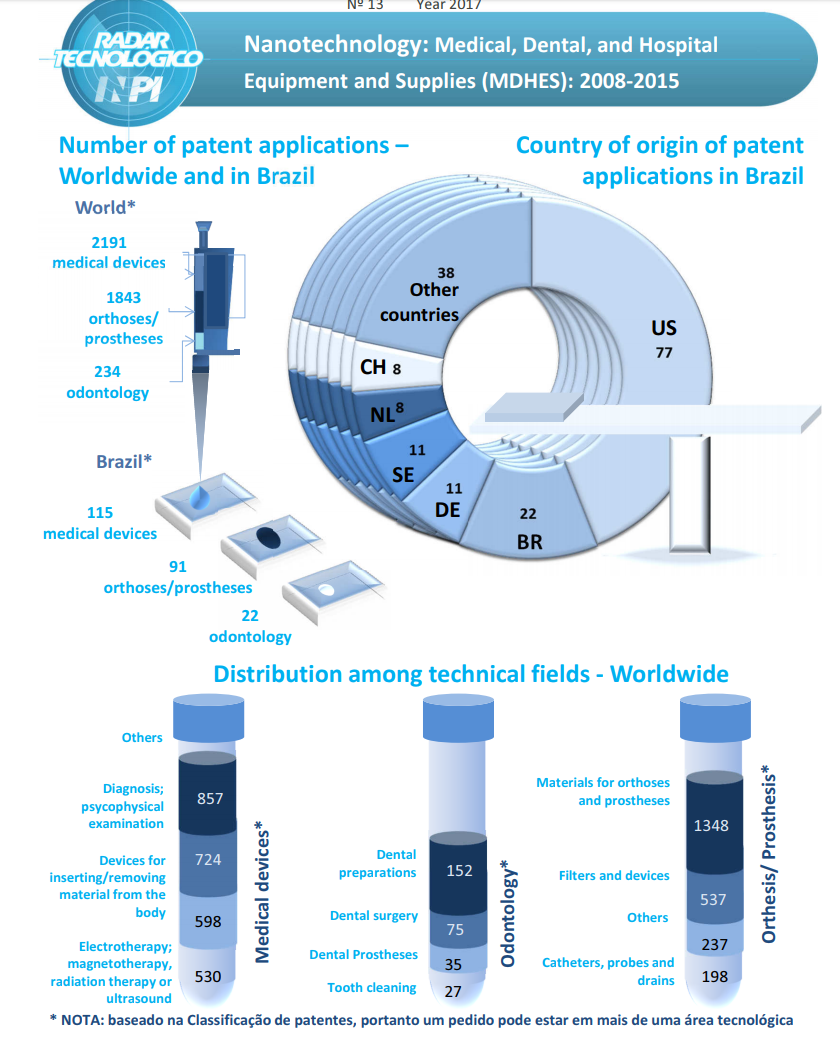 Nº 13 Year 2017
RADAR
TECNOLOGICO
INPI
Nanotechnology: Medical, Dental, and Hospital
Equipment and Supplies (MDHES): 2008-2015
Number of patent applications –
Worldwide and in Brazil
World*
2191
medical devices
1843
orthoses/
prostheses
234
odontology
Brazil*
115
medical devices
91
orthoses/prostheses
22
odontology
Country of origin of patent
applications in Brazil
38
Other
countries
US
77
CH 8
NL 8
11
SE
11
DE
22
BR
Distribution among technical fields - Worldwide
Others
Diagnosis;
psycophysical
examination
Devices for
inserting/removing
material from the
body
Electrotherapy;
magnetotherapy,
radiation therapy or
ultrasound
857
724
598
530
Medical devices*
Dental
preparations
Dental surgery
Dental Prostheses
Tooth cleaning
152
75
35
27
Odontology*
Materials for orthoses
and prostheses
Filters and devices
Others
Catheters, probes and
drains
1348
537
237
198
Orthesis/ Prosthesis*
* NOTA: baseado na Classificação de patentes, portanto um pedido pode estar em mais de uma área tecnológica